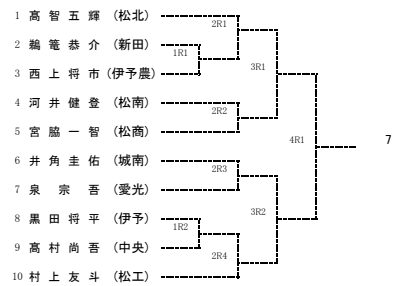 1 高智五輝（松北）
2R1
2 鵜篭恭介（新田）
1R1
3 西上将市（伊予農）
3R1
4 河井健登（松南）
2R2
5 宮脇一智（松商）
4R1
7
6 井角圭佑（城南）
2R3
7 泉宗吾（愛光）
3R2
8 黒田将平（伊予）
1R2
9 髙村尚吾（中央）
2R4
10 村上友斗（松工）